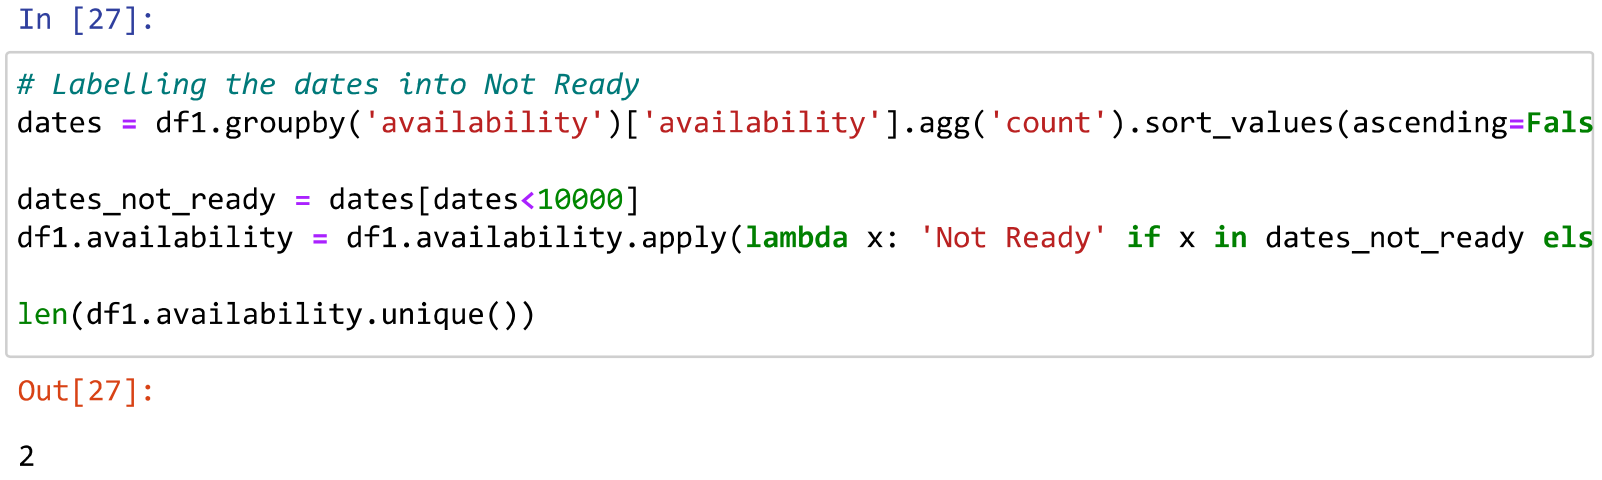 In [27]:
# Labelling the dates into Not Ready
dates = df1.groupby('availability')['availability'].agg('count').sort_values(ascending=Fals
dates_not_ready = dates[dates<10000]
df1.availability = df1.availability.apply(lambda x: 'Not Ready' if x in dates_not_ready els
len(df1.availability.unique())
Out[27]:
2